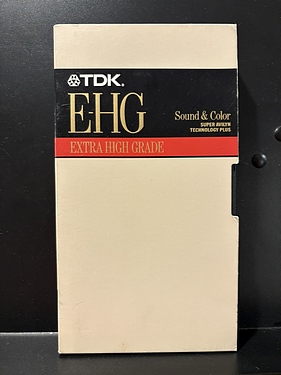 TDK
E-HG
Sound & Color
SUPER AVILYN
TECHNOLOGY PLUS
EXTRA HIGH GRADE